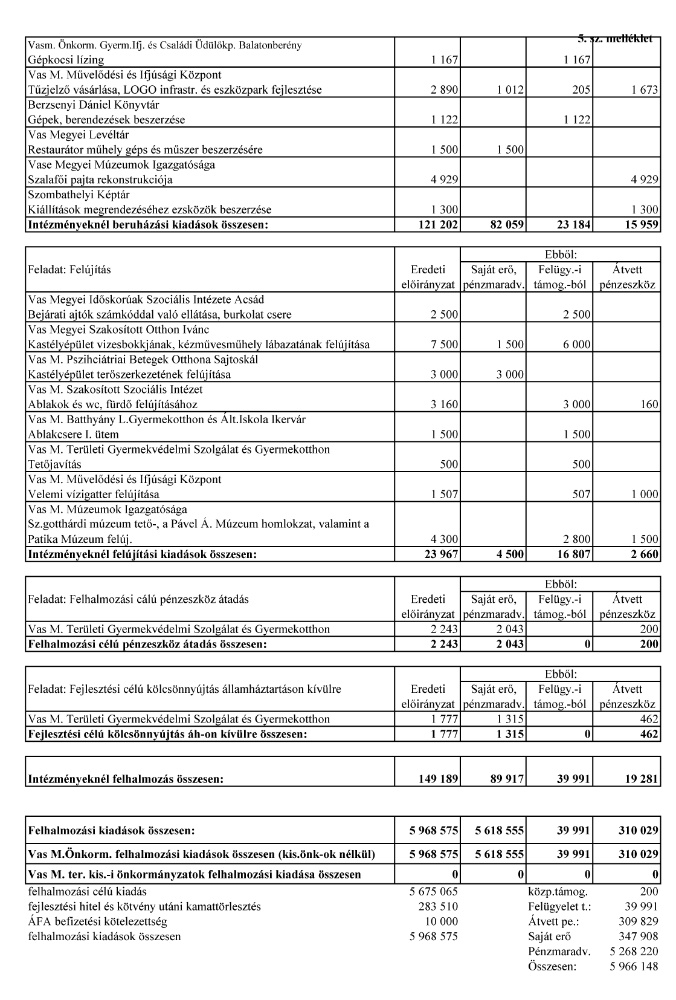 5. sz. melléklet
Vasm. Önkorm. Gyerm.Ifj. és Családi Üdülőkp. Balatonberény
Gépkocsi lízing 1 167 1 167
Vas M. Művelődési és Ifjúsági Központ
Tűzjelző vásárlása, LOGO infrastr. és eszközpark fejlesztése 2 890 1 012 205 1 673
Berzsenyi Dániel Könyvtár
Gépek, berendezések beszerzése 1 122 1 122
Vas Megyei Levéltár
Restaurátor műhely géps és műszer beszerzésére 1 500 1 500
Vase Megyei Múzeumok Igazgatósága
Szalafői pajta rekonstrukciója 4 929 4 929
Szombathelyi Képtár
Kiállítások megrendezéséhez ezsközök beszerzése 1 300 1 300
Intézményeknél beruházási kiadások összesen: 121 202 82 059 23 184 15 959
Ebből:
Feladat: Felújítás Eredeti Saját erő, Felügy.-i Átvett
előirányzat pénzmaradv. támog.-ból pénzeszköz
Vas Megyei Időskorúak Szociális Intézete Acsád
Bejárati ajtók számkóddal való ellátása, burkolat csere 2 500 2 500
Vas Megyei Szakosított Otthon Ivánc
Kastélyépület vizesbokkjának, kézművesműhely lábazatának felújítása 7 500 1 500 6 000
Vas M. Pszihciátriai Betegek Otthona Sajtoskál
Kastélyépület terőszerkezetének felújítása 3 000 3 000
Vas M. Szakosított Szociális Intézet
Ablakok és wc, fürdő felújításához 3 160 3 000 160
Vas M. Batthyány L.Gyermekotthon és Ált.Iskola Ikervár
Ablakcsere I. ütem 1 500 1 500
Vas M. Területi Gyermekvédelmi Szolgálat és Gyermekotthon
Tetőjavítás 500 500
Vas M. Művelődési és Ifjúsági Központ
Velemi vízigatter felújítása 1 507 507 1 000
Vas M. Múzeumok Igazgatósága
Sz.gotthárdi múzeum tető-, a Pável Á. Múzeum homlokzat, valamint a
Patika Múzeum felúj. 4 300 2 800 1 500
Intézményeknél felújítási kiadások összesen: 23 967 4 500 16 807 2 660
Ebből:
Feladat: Felhalmozási cálú pénzeszköz átadás Eredeti Saját erő, Felügy.-i Átvett
előirányzat pénzmaradv. támog.-ból pénzeszköz
Vas M. Területi Gyermekvédelmi Szolgálat és Gyermekotthon 2 243 2 043 200
Felhalmozási célú pénzeszköz átadás összesen: 2 243 2 043 0 200
Ebből:
Feladat: Fejlesztési célú kölcsönnyújtás államháztartáson kívülre Eredeti Saját erő, Felügy.-i Átvett
előirányzat pénzmaradv. támog.-ból pénzeszköz
Vas M. Területi Gyermekvédelmi Szolgálat és Gyermekotthon 1 777 1 315 462
Fejlesztési célú kölcsönnyújtás áh-on kívülre összesen: 1 777 1 315 0 462
Intézményeknél felhalmozás összesen: 149 189 89 917 39 991 19 281
Felhalmozási kiadások összesen: 5 968 575 5 618 555 39 991 310 029
Vas M.Önkorm. felhalmozási kiadások összesen (kis.önk-ok nélkül) 5 968 575 5 618 555 39 991 310 029
Vas M. ter. kis.-i önkormányzatok felhalmozási kiadása összesen 0 0 0 0
felhalmozási célú kiadás 5 675 065 közp.támog. 200
fejlesztési hitel és kötvény utáni kamattörlesztés 283 510 Felügyelet t.: 39 991
ÁFA befizetési kötelezettség 10 000 Átvett pe.: 309 829
felhalmozási kiadások összesen 5 968 575 Saját erő 347 908
Pénzmaradv. 5 268 220
Összesen: 5 966 148